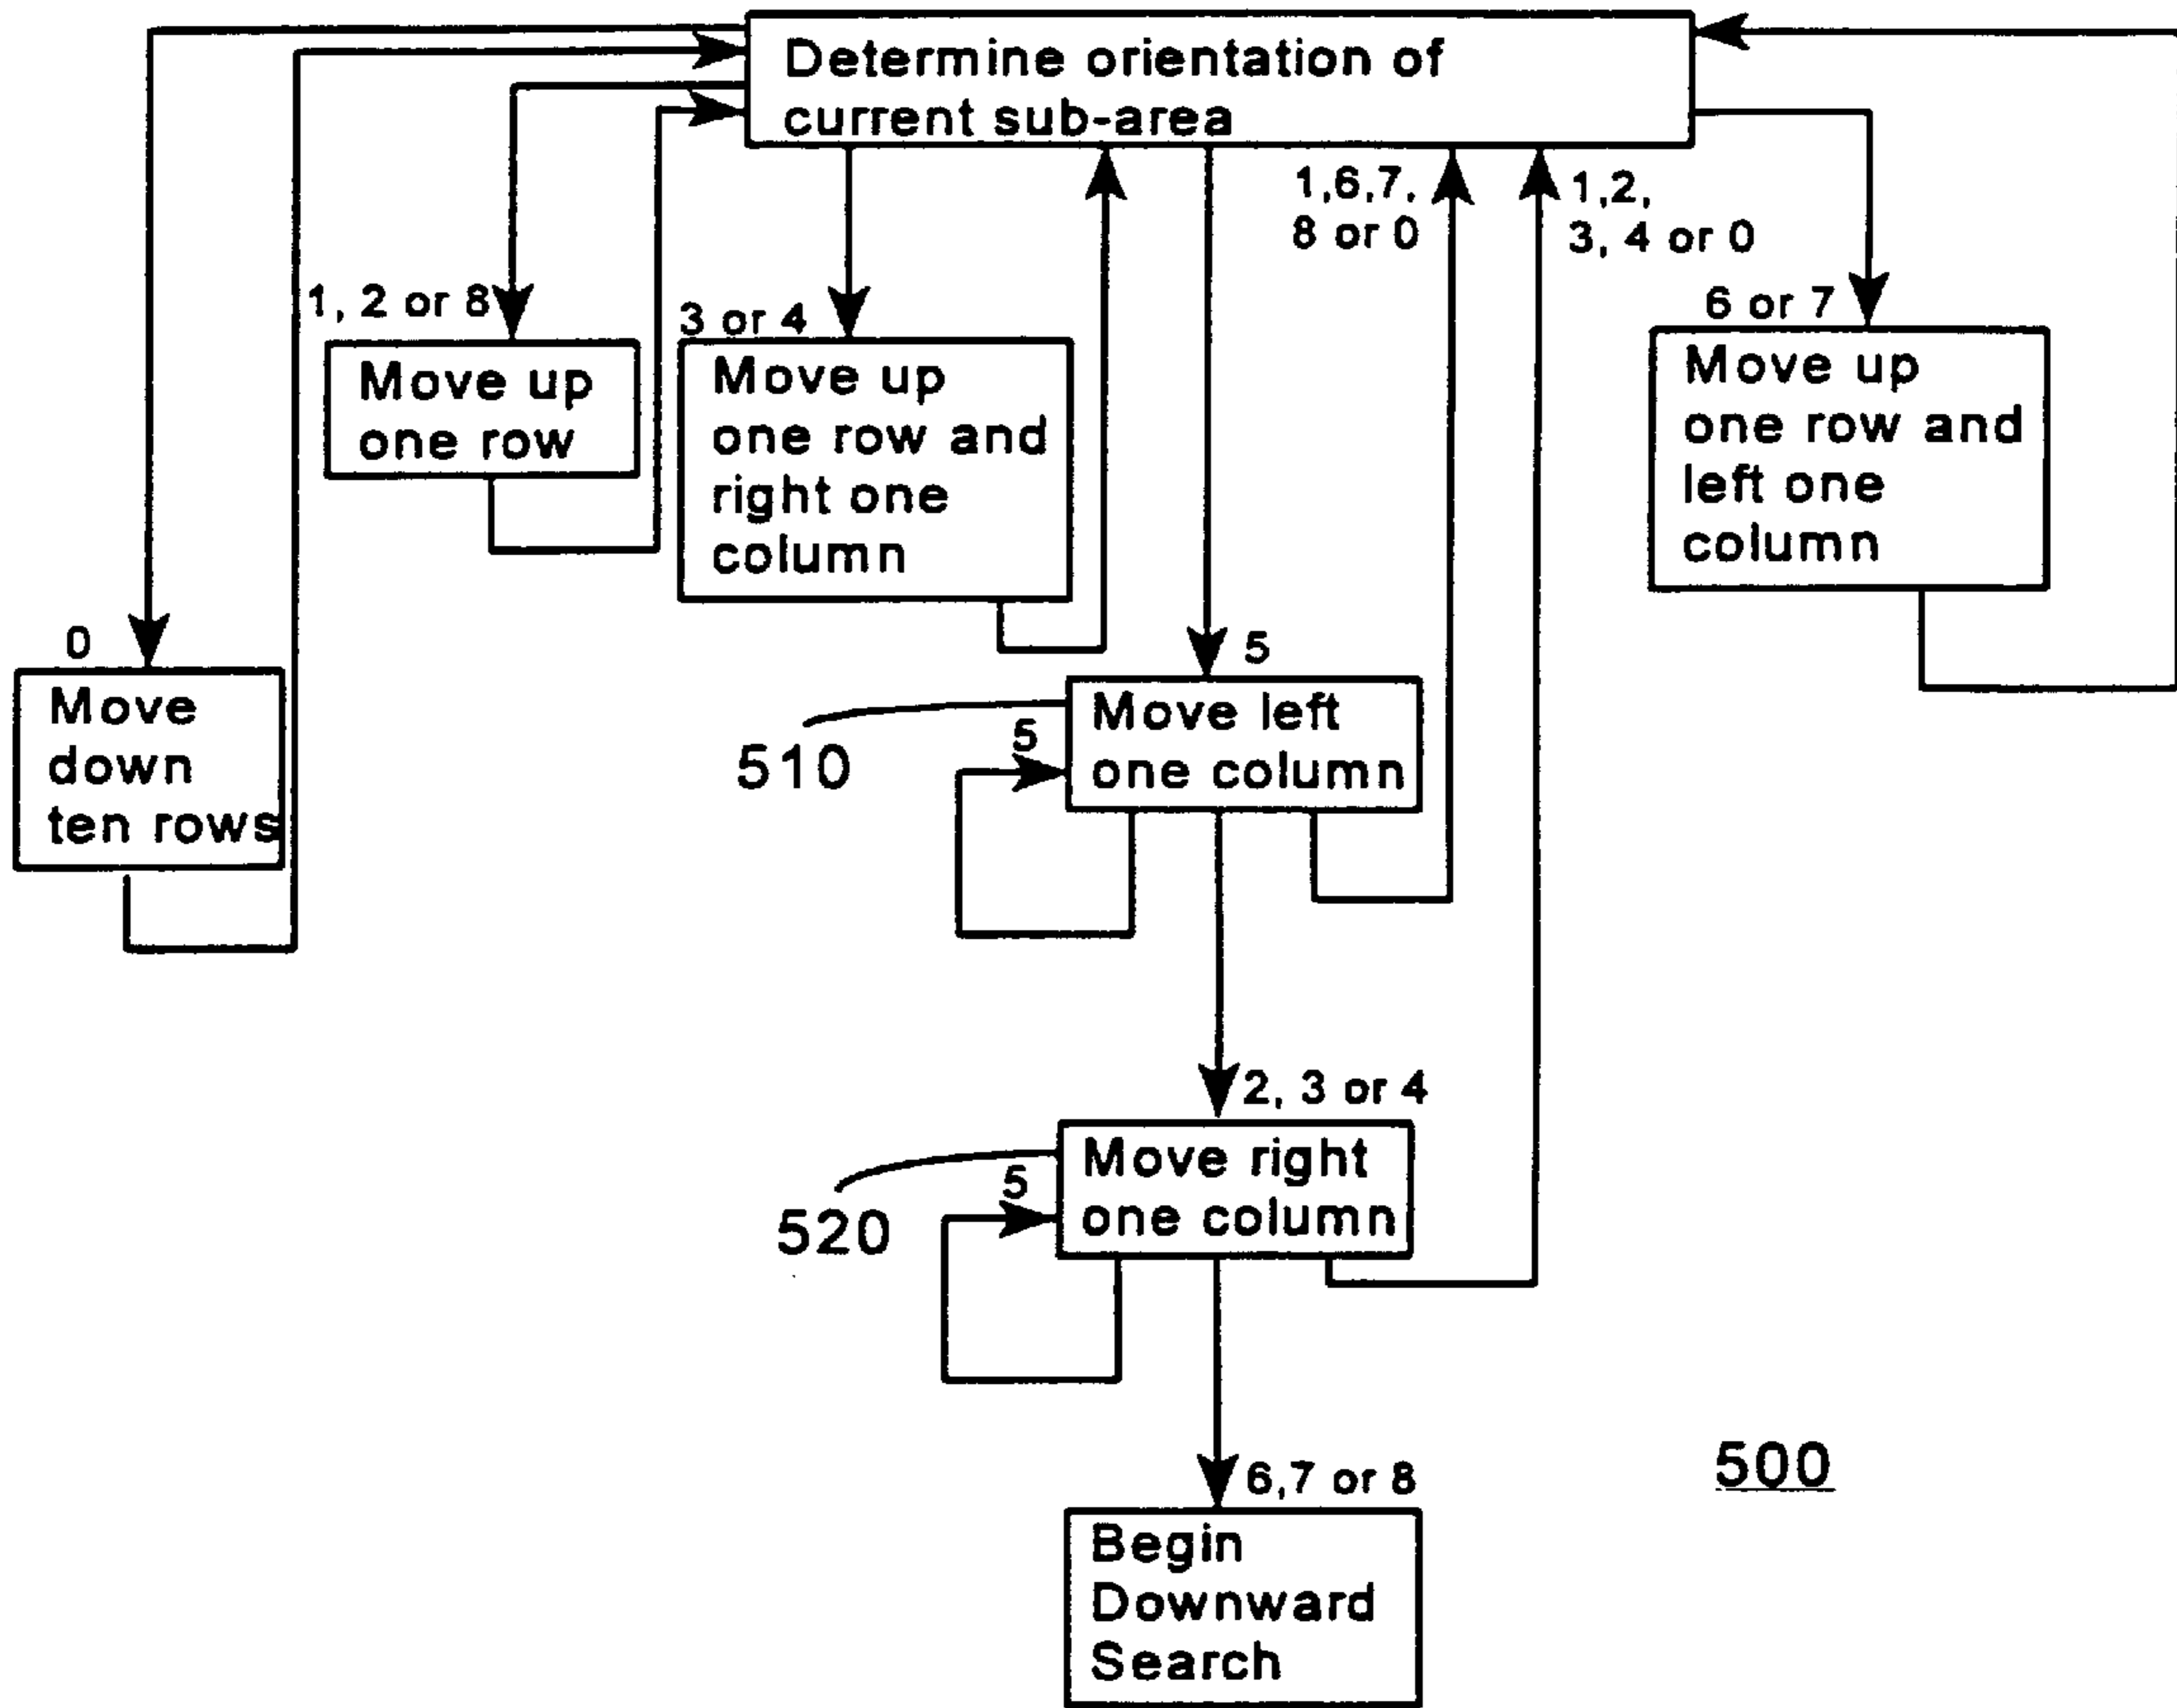 Determine orientation of
current sub-area
1,6,7,
8 or 0
1,2,
3, 4 or 0
1, 2 or 8
Move up
one row
3 or 4
Move up
one row and
right one
column
6 or 7
Move up
one row and
left one
column
0
Move
down
ten rows
5
Move left
one column
5
510
2, 3 or 4
Move right
one column
5
520
6,7 or 8
Begin
Downward
Search
500